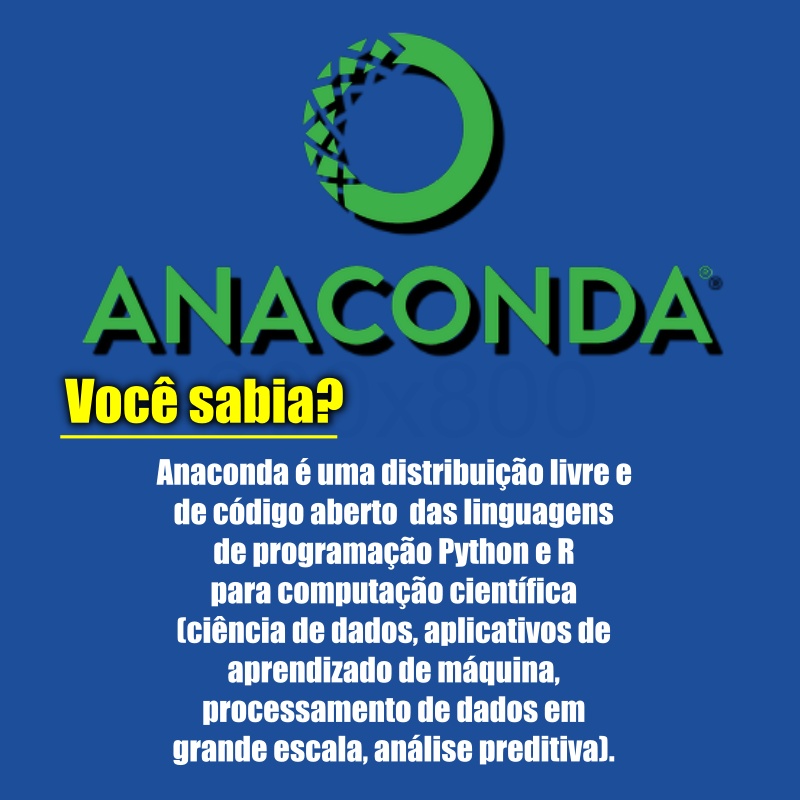 ANACONDA®
Você sabia?
Anaconda é uma distribuição livre e
de código aberto  das linguagens
de programação Python e R
para computação científica
(ciência de dados, aplicativos de
aprendizado de máquina,
processamento de dados em
grande escala, análise preditiva).